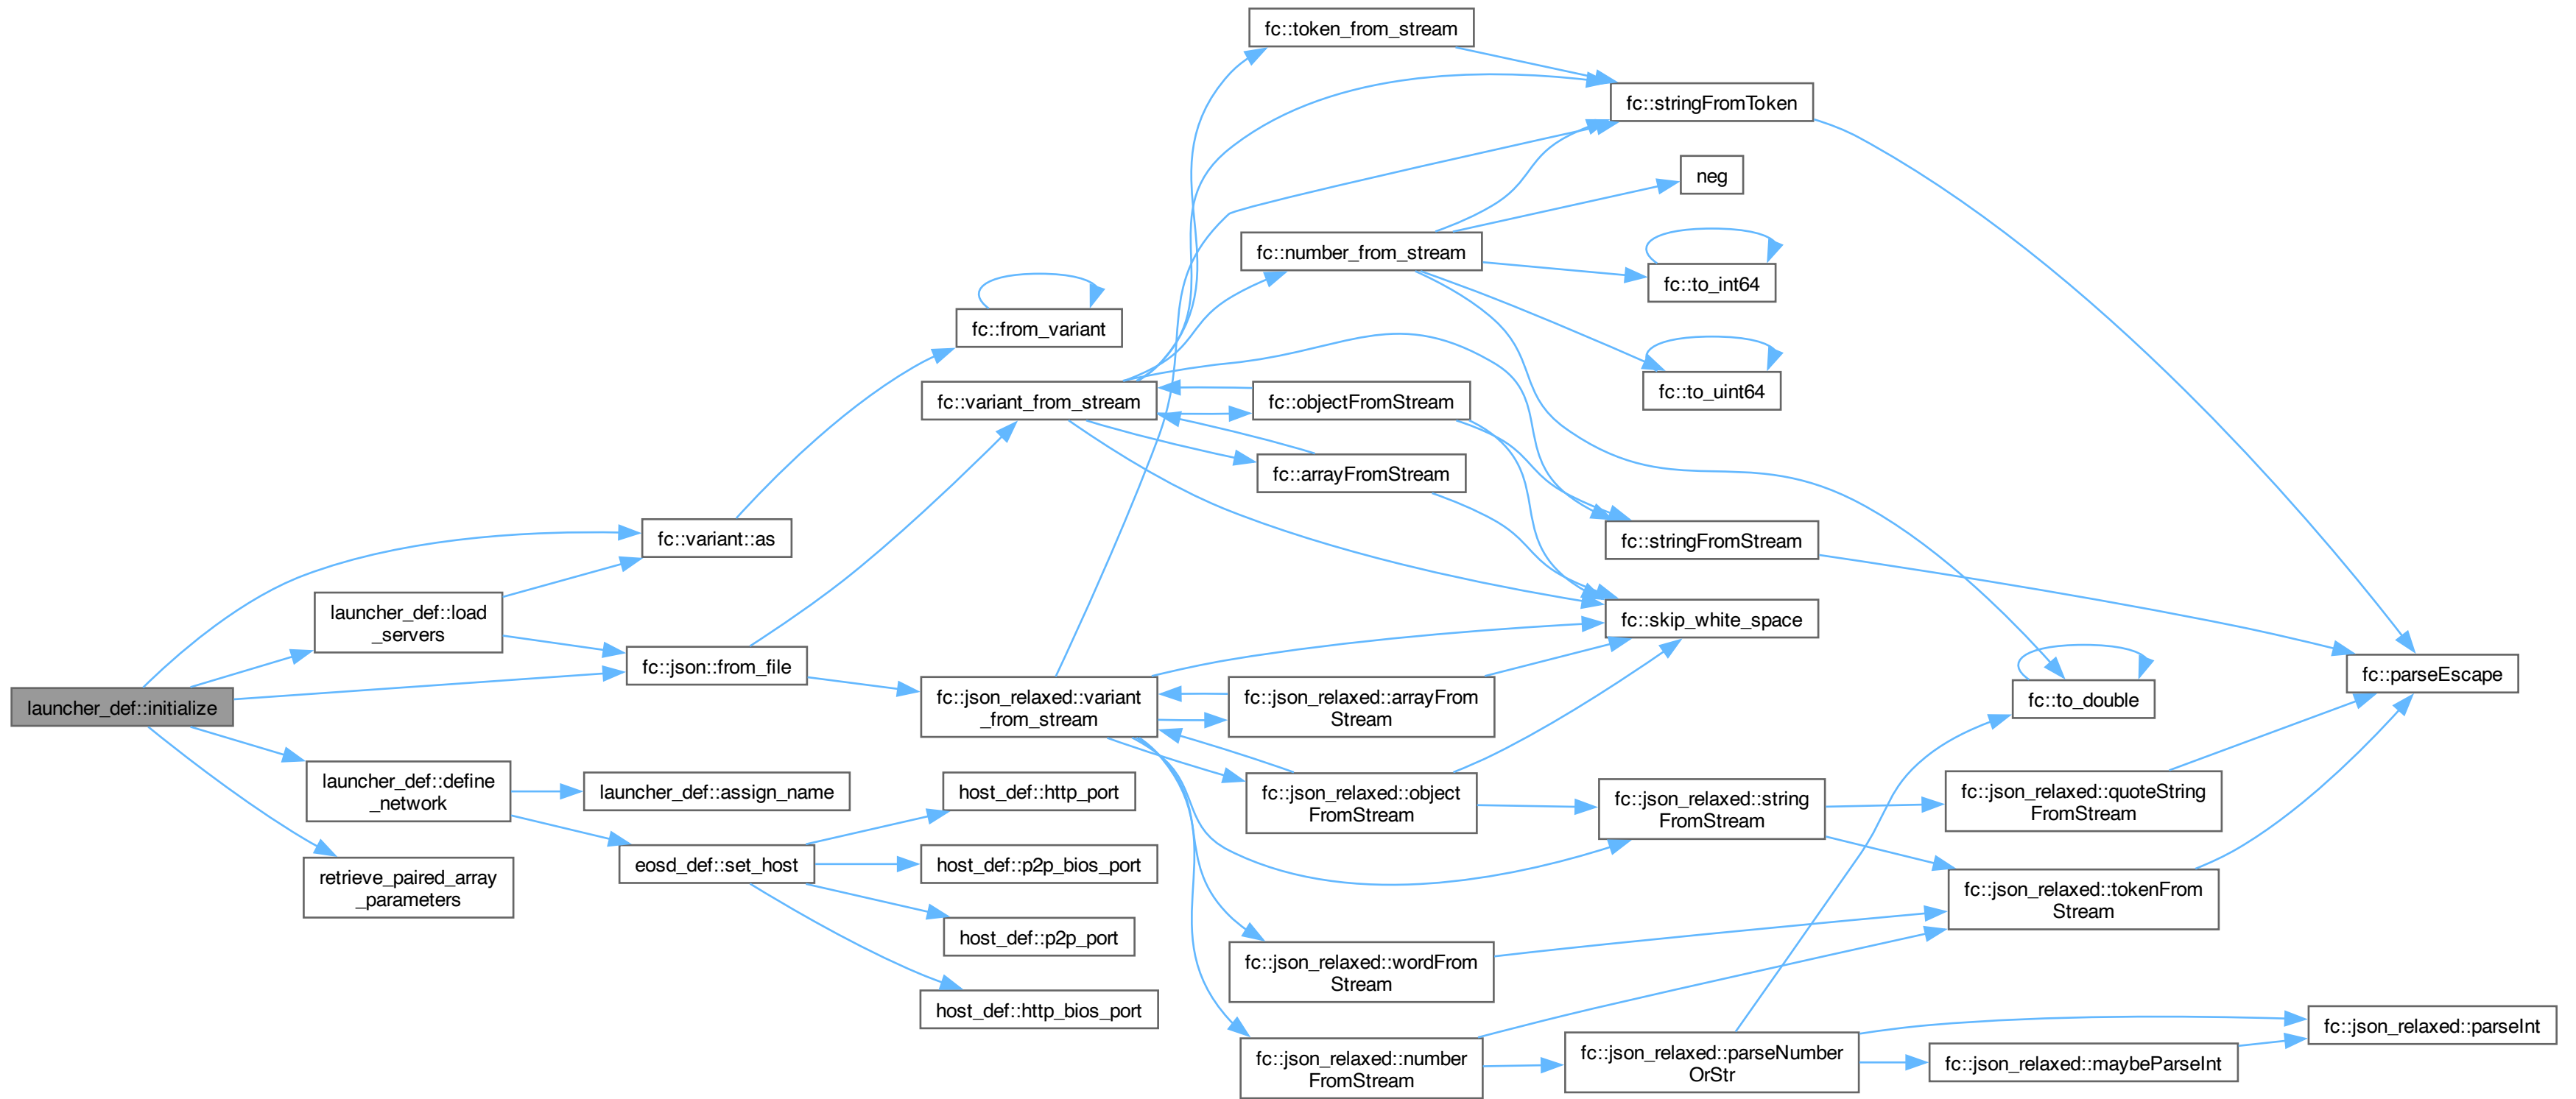 launcher_def::initialize
launcher_def::load
_servers
launcher_def::define
_network
retrieve_paired_array
_parameters
fc::variant::as
fc::json::from_file
launcher_def::assign_name
eosd_def::set_host
fc::from_variant
fc::variant_from_stream
fc::json_relaxed::variant
_from_stream
host_def::http_port
host_def::p2p_bios_port
host_def::p2p_port
host_def::http_bios_port
fc::token_from_stream
fc::number_from_stream
fc::objectFromStream
fc::arrayFromStream
fc::json_relaxed::arrayFrom
Stream
fc::json_relaxed::object
FromStream
fc::json_relaxed::wordFrom
Stream
fc::json_relaxed::number
FromStream
fc::stringFromToken
neg
fc::to_int64
fc::to_uint64
fc::stringFromStream
fc::skip_white_space
fc::json_relaxed::string
FromStream
fc::json_relaxed::parseNumber
OrStr
fc::to_double
fc::json_relaxed::quoteString
FromStream
fc::json_relaxed::tokenFrom
Stream
fc::json_relaxed::maybeParseInt
fc::parseEscape
fc::json_relaxed::parseInt